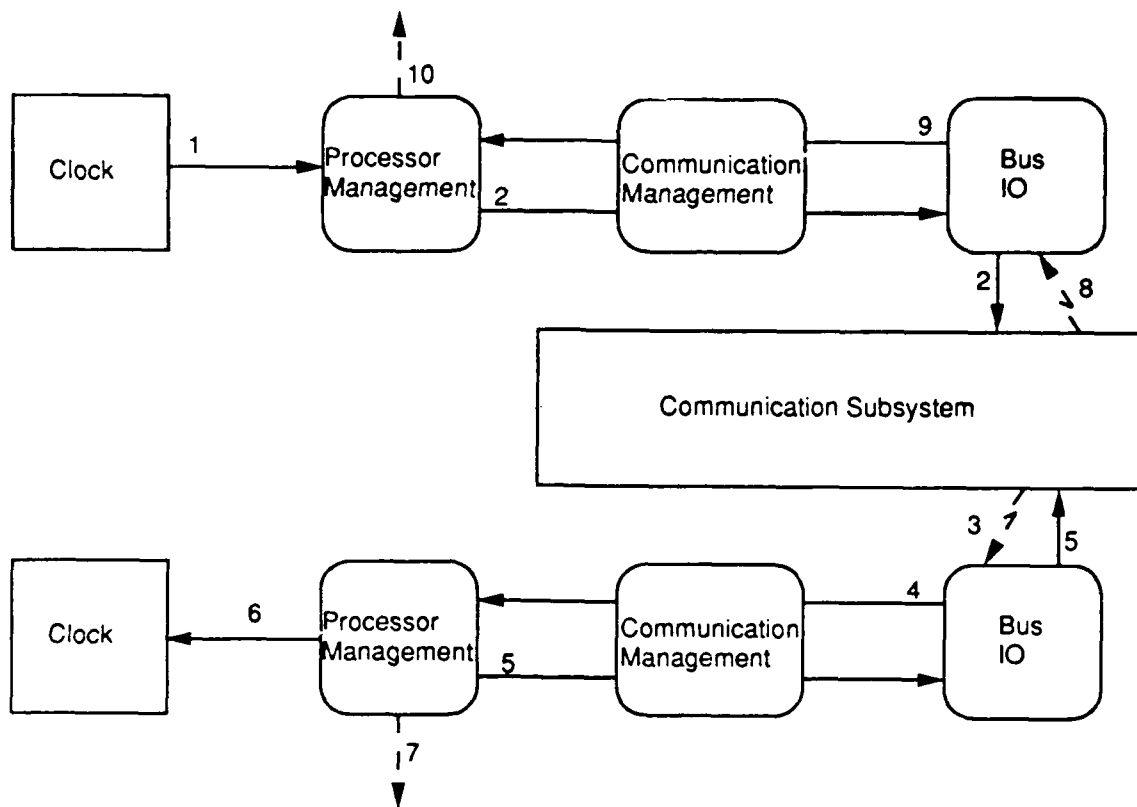 10
1
Clock
Processor
Management
2
Communication
Management
9
Bus
IO
2
8
Communication Subsystem
3
5
Clock
6
Processor
Management
5
Communication
Management
4
Bus
IO
7